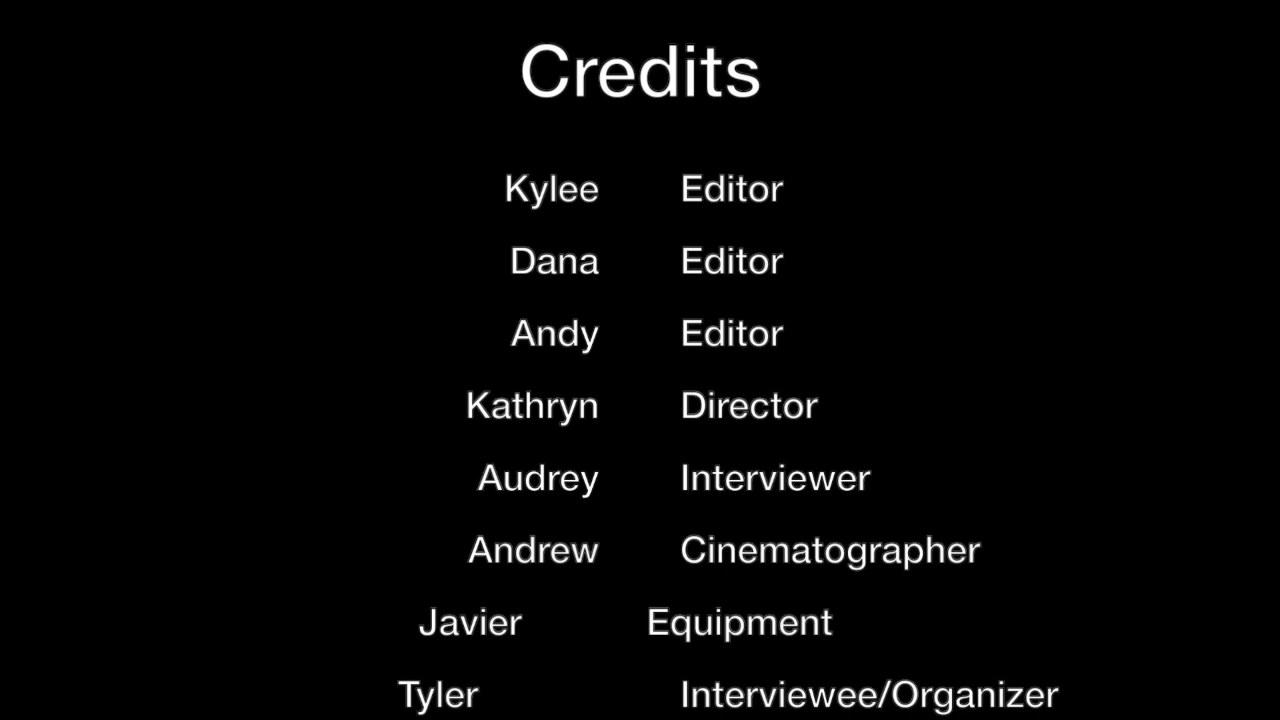 Credits
Kylee Editor
Dana Editor
Andy Editor
Kathryn Director
Audrey Interviewer
Andrew Cinematographer
Javier Equipment
Tyler Interviewee/Organizer